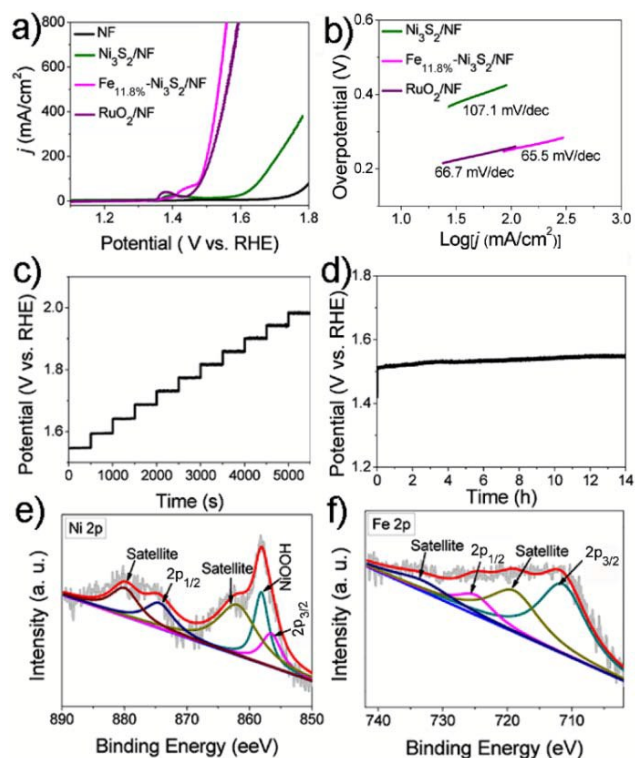 a)
800
600
400
200
0
j (mA/cm²)
NF
Ni₃S₂/NF
Fe₁₁.₈%-Ni₃S₂/NF
RuO₂/NF
1.2 1.4 1.6 1.8
Potential ( V vs. RHE)
b)
0.6
0.4
0.2
0.0
Overpotential (V)
Ni₃S₂/NF
Fe₁₁.₈%-Ni₃S₂/NF
RuO₂/NF
107.1 mV/dec
65.5 mV/dec
66.7 mV/dec
1.0 1.5 2.0 2.5 3.0
Log[j (mA/cm²)]
c)
2.0
1.8
1.6
Potential (V vs. RHE)
0 1000 2000 3000 4000 5000
Time (s)
d)
1.8
1.6
1.4
1.2
Potential (V vs. RHE)
0 2 4 6 8 10 12 14
Time (h)
e)
Ni 2p
Satellite
2p₁/₂
Satellite
NiOOH
2p₃/₂
Intensity (a. u.)
890 880 870 860 850
Binding Energy (eeV)
f)
Fe 2p
Satellite
2p₁/₂
Satellite
2p₃/₂
Intensity (a. u.)
740 730 720 710
Binding Energy (eV)